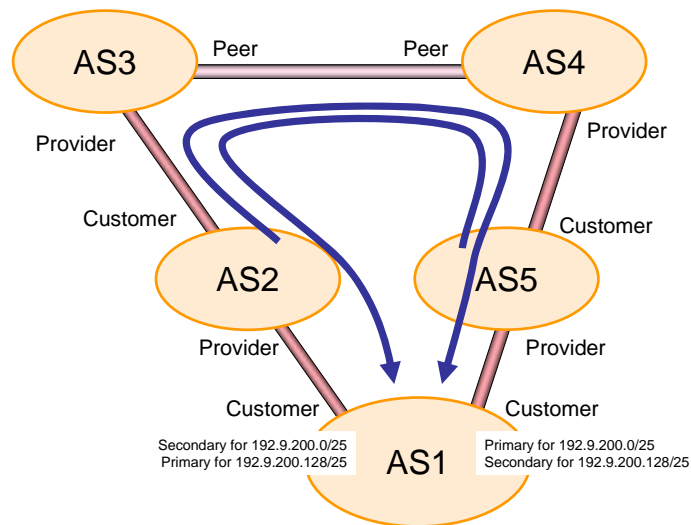 AS3
Peer
Peer
AS4
Provider
Provider
Customer
Customer
AS2
AS5
Provider
Provider
Customer
Customer
Secondary for 192.9.200.0/25
Primary for 192.9.200.128/25
Primary for 192.9.200.0/25
Secondary for 192.9.200.128/25
AS1